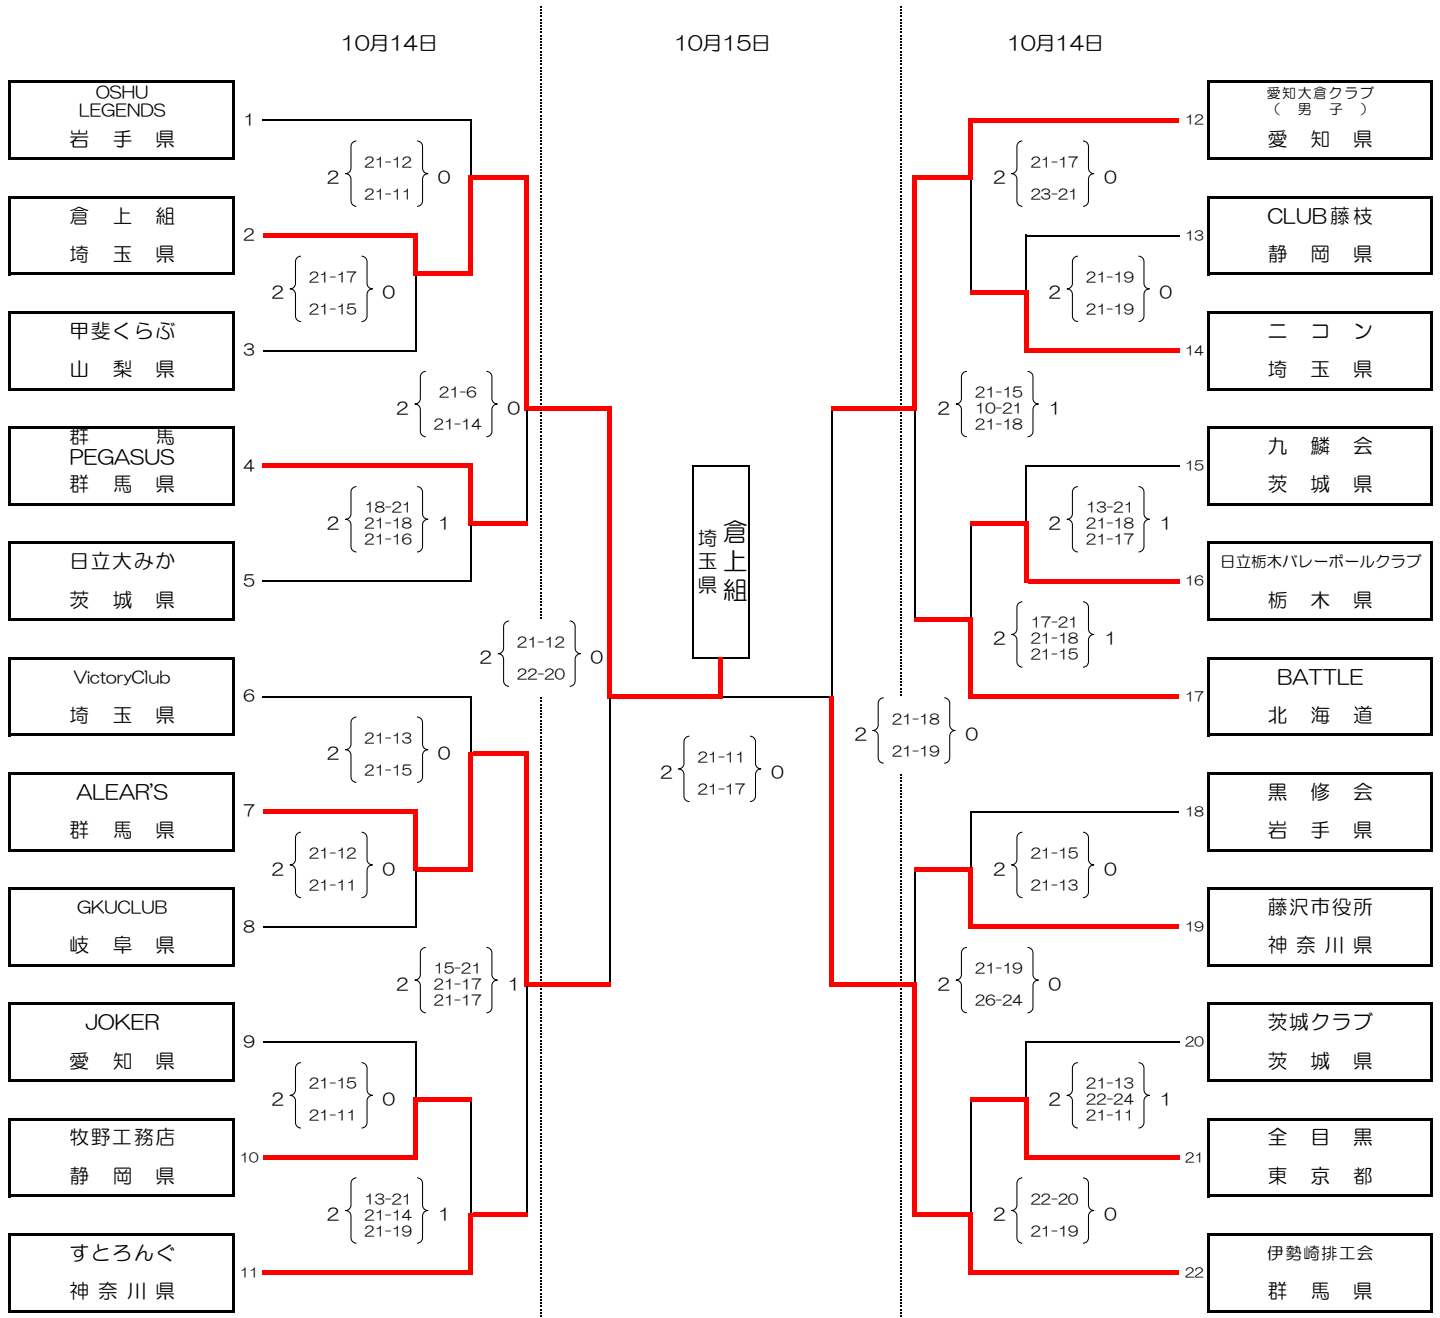 10月14日
10月15日
10月14日
OSHU
LEGENDS
岩手県
1
倉上組
埼玉県
2
甲斐くらぶ
山梨県
3
群馬
PEGASUS
群馬県
4
日立大みか
茨城県
5
VictoryClub
埼玉県
6
ALEAR'S
群馬県
7
GKUCLUB
岐阜県
8
JOKER
愛知県
9
牧野工務店
静岡県
10
すとろんぐ
神奈川県
11
2 21-12 0
21-11
2 21-17 0
21-15
2 21-6 0
21-14
2 18-21 1
21-18
21-16
2 21-12 0
22-20
2 21-13 0
21-15
2 21-12 0
21-11
2 15-21 1
21-17
21-17
2 21-15 0
21-11
2 13-21 1
21-14
21-19
倉上組
埼玉県
2 21-11 0
21-17
2 21-17 0
23-21
2 21-19 0
21-19
2 21-15 1
10-21
21-18
2 13-21 1
21-18
21-17
2 17-21 1
21-18
21-15
2 21-18 0
21-19
2 21-15 0
21-13
2 21-19 0
26-24
2 21-13 1
22-24
21-11
2 22-20 0
21-19
12
愛知大倉クラブ
(男子)
愛知県
13
CLUB藤枝
静岡県
14
ニコン
埼玉県
15
九鱗会
茨城県
16
日立栃木バレーボールクラブ
栃木県
17
BATTLE
北海道
18
黒修会
岩手県
19
藤沢市役所
神奈川県
20
茨城クラブ
茨城県
21
全目黒
東京都
22
伊勢崎排工会
群馬県